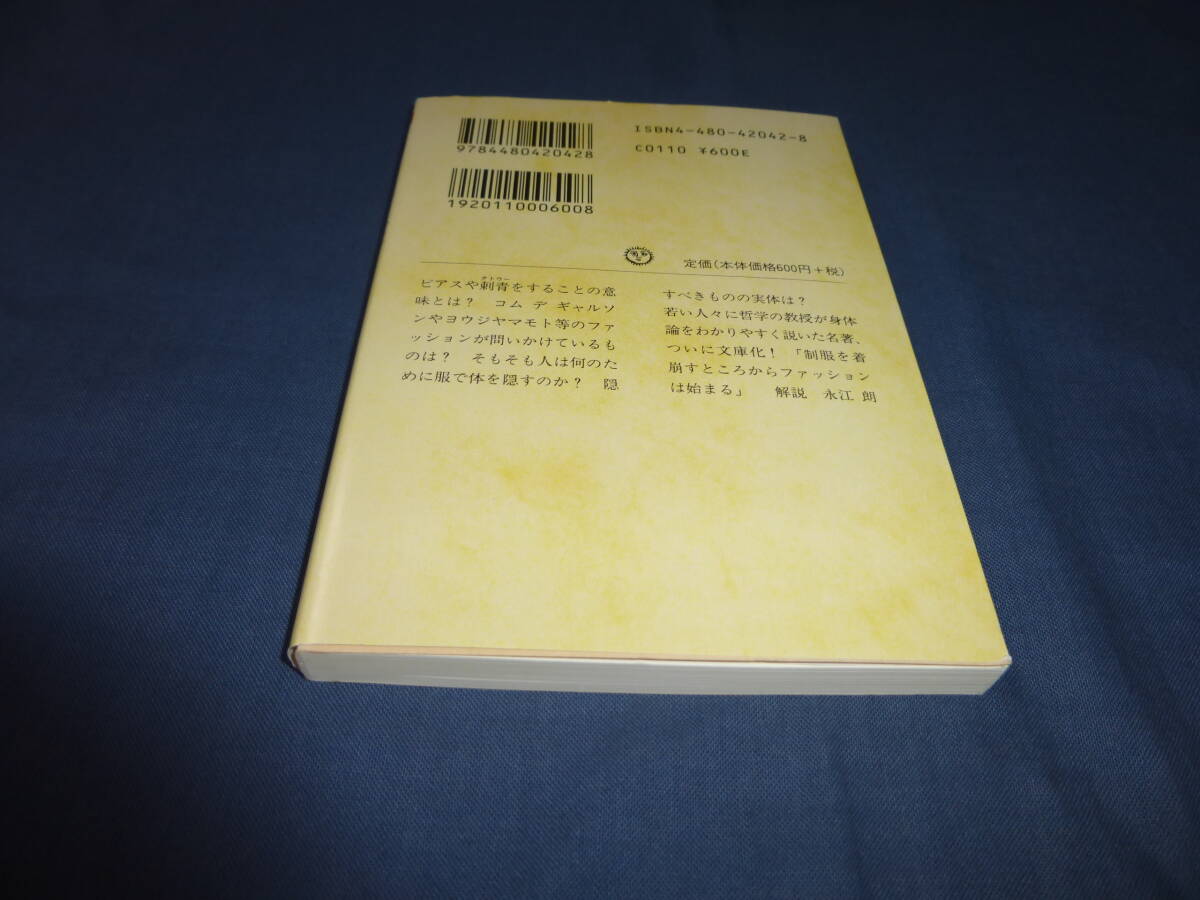 9784480420428
ISBN4-480-42042-8
C0110 ¥600E
1920110006008
定価(本体価格600円+税)
ピアスや刺青をすることの意
タトゥー
味とは? コム デ ギャルソ
ンやヨウジヤマモト等のファ
ッションが問いかけているも
のは? そもそも人は何のた
めに服で体を隠すのか? 隠
すべきものの実体は?
若い人々に哲学の教授が身体
論をわかりやすく説いた名著、
ついに文庫化! 「制服を着
崩すところからファッション
は始まる」 解説 永江 朗